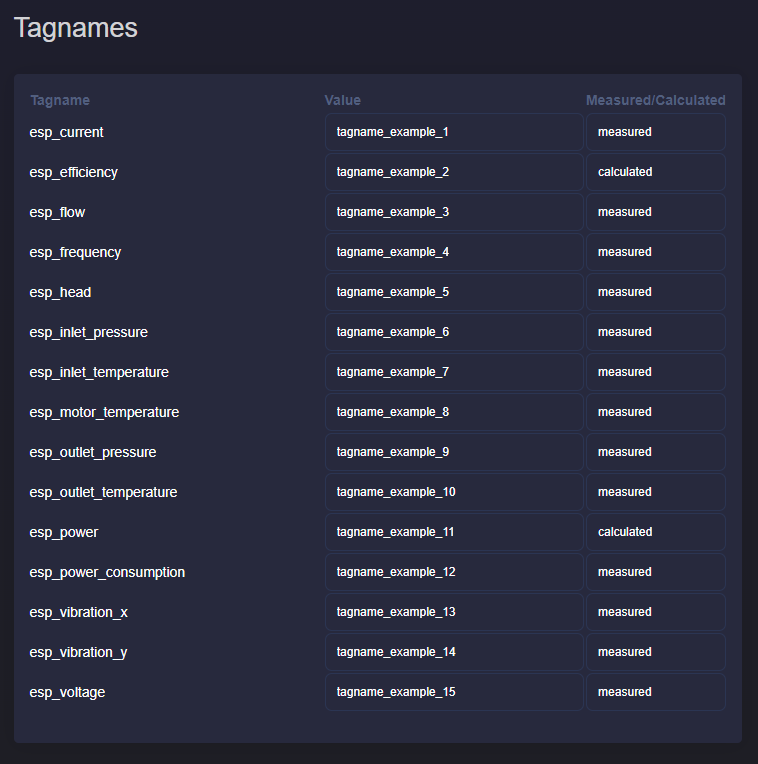 Tagnames
Tagname Value Measured/Calculated
esp_current tagname_example_1 measured
esp_efficiency tagname_example_2 calculated
esp_flow tagname_example_3 measured
esp_frequency tagname_example_4 measured
esp_head tagname_example_5 measured
esp_inlet_pressure tagname_example_6 measured
esp_inlet_temperature tagname_example_7 measured
esp_motor_temperature tagname_example_8 measured
esp_outlet_pressure tagname_example_9 measured
esp_outlet_temperature tagname_example_10 measured
esp_power tagname_example_11 calculated
esp_power_consumption tagname_example_12 measured
esp_vibration_x tagname_example_13 measured
esp_vibration_y tagname_example_14 measured
esp_voltage tagname_example_15 measured